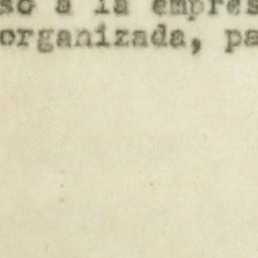 so a la empres
organizada, pa